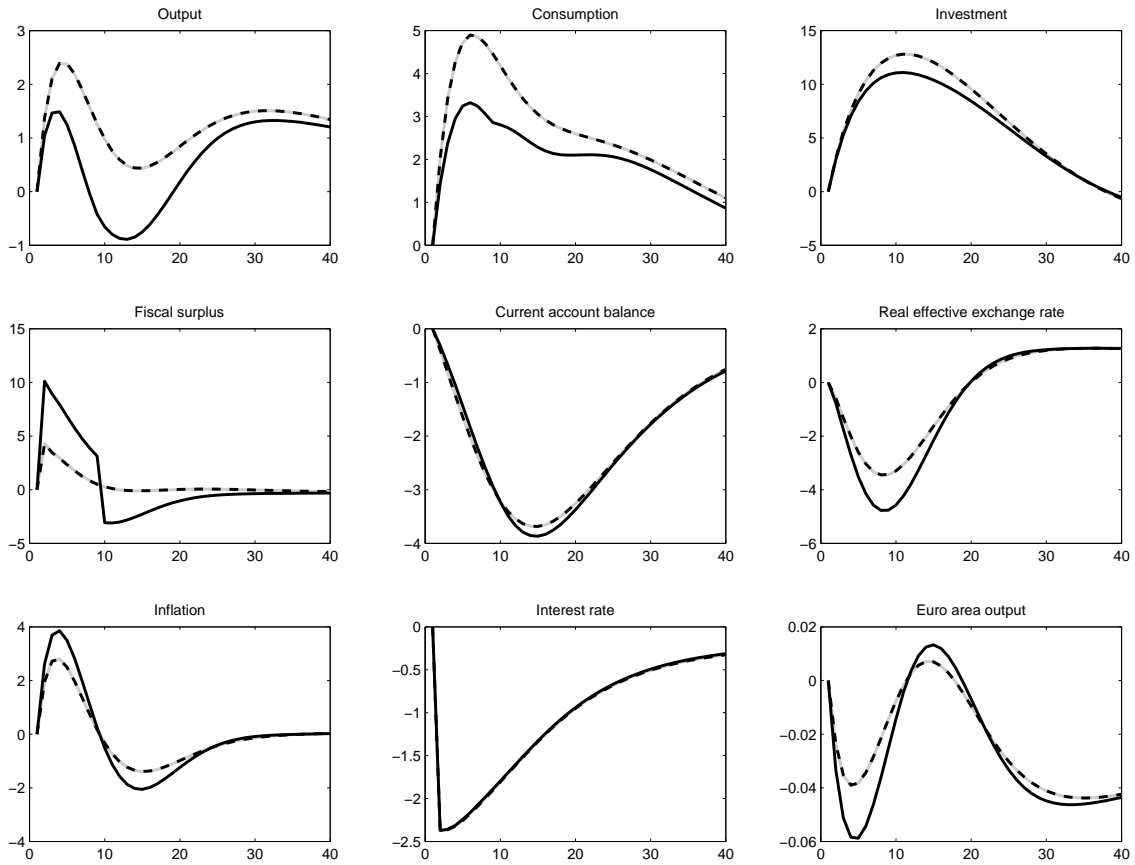 Output
3
2
1
0
−1
0 10 20 30 40
Consumption
5
4
3
2
1
0
0 10 20 30 40
Investment
15
10
5
0
−5
0 10 20 30 40
Fiscal surplus
15
10
5
0
−5
0 10 20 30 40
Current account balance
0
−1
−2
−3
−4
0 10 20 30 40
Real effective exchange rate
2
0
−2
−4
−6
0 10 20 30 40
Inflation
4
2
0
−2
−4
0 10 20 30 40
Interest rate
0
−0.5
−1
−1.5
−2
−2.5
0 10 20 30 40
Euro area output
0.02
0
−0.02
−0.04
−0.06
0 10 20 30 40